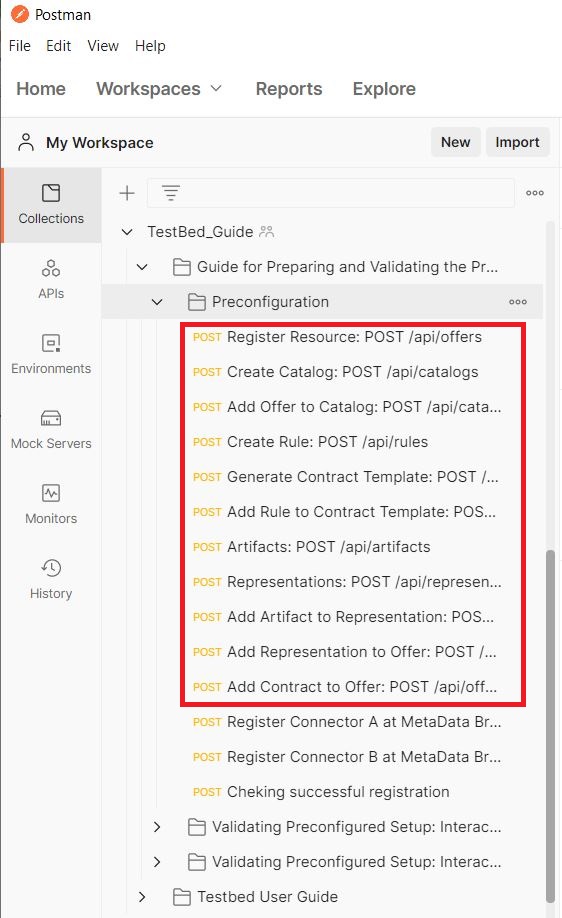 Postman
File Edit View Help
Home Workspaces Reports Explore
My Workspace New Import
Collections
APIs
Environments
Mock Servers
Monitors
History
TestBed_Guide
Guide for Preparing and Validating the Pr...
Preconfiguration
POST Register Resource: POST /api/offers
POST Create Catalog: POST /api/catalogs
POST Add Offer to Catalog: POST /api/cata...
POST Create Rule: POST /api/rules
POST Generate Contract Template: POST /...
POST Add Rule to Contract Template: POS...
POST Artifacts: POST /api/artifacts
POST Representations: POST /api/represen...
POST Add Artifact to Representation: POS...
POST Add Representation to Offer: POST /...
POST Add Contract to Offer: POST /api/off...
POST Register Connector A at MetaData Br...
POST Register Connector B at MetaData Br...
POST Cheking successful registration
Validating Preconfigured Setup: Interac...
Validating Preconfigured Setup: Interac...
Testbed User Guide